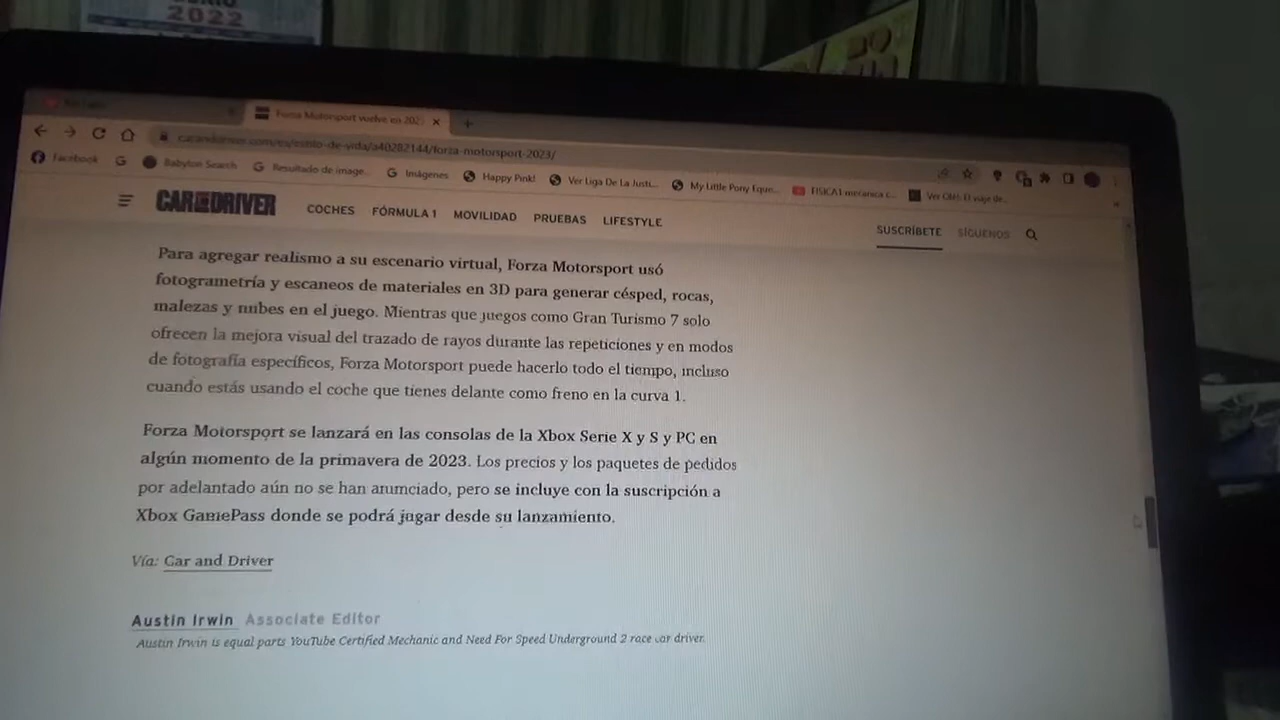 2022
Forza Motorsport vuelve en 202
carandriver.com/es/estilo-de-vida/a40282144/forza-motorsport-2023/
Facebook Babylon Search Resultado de image... Imágenes Happy Pink! Ver Liga De La Justi... My Little Pony Eque... FISICA1 mecanica c...
CAR AND DRIVER COCHES FÓRMULA 1 MOVILIDAD PRUEBAS LIFESTYLE SUSCRÍBETE SÍGUENOS
Para agregar realismo a su escenario virtual, Forza Motorsport usó
fotogrametría y escaneos de materiales en 3D para generar césped, rocas,
malezas y nubes en el juego. Mientras que juegos como Gran Turismo 7 solo
ofrecen la mejora visual del trazado de rayos durante las repeticiones y en modos
de fotografía específicos, Forza Motorsport puede hacerlo todo el tiempo, incluso
cuando estás usando el coche que tienes delante como freno en la curva 1.
Forza Motorsport se lanzará en las consolas de la Xbox Serie X y S y PC en
algún momento de la primavera de 2023. Los precios y los paquetes de pedidos
por adelantado aún no se han anunciado, pero se incluye con la suscripción a
Xbox GamePass donde se podrá jugar desde su lanzamiento.
Vía: Car and Driver
Austin Irwin Associate Editor
Austin Irwin is equal parts YouTube Certified Mechanic and Need For Speed Underground 2 race car driver.